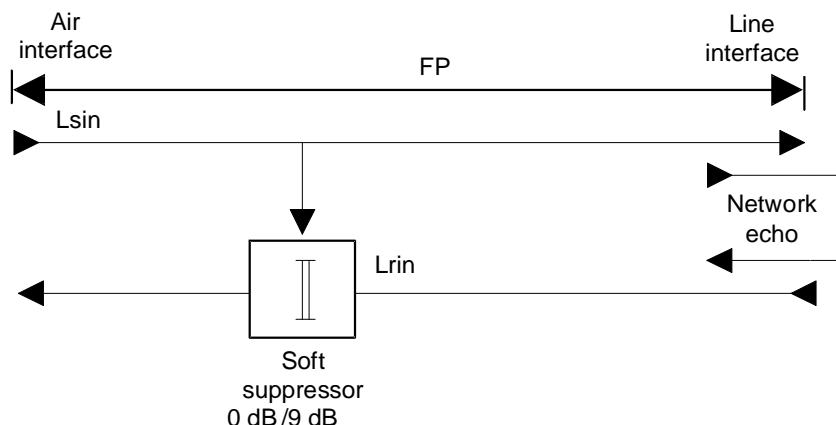 Air
interface
Line
interface
FP
Lsin
Network
echo
Lrin
Soft
suppressor
0 dB/9 dB